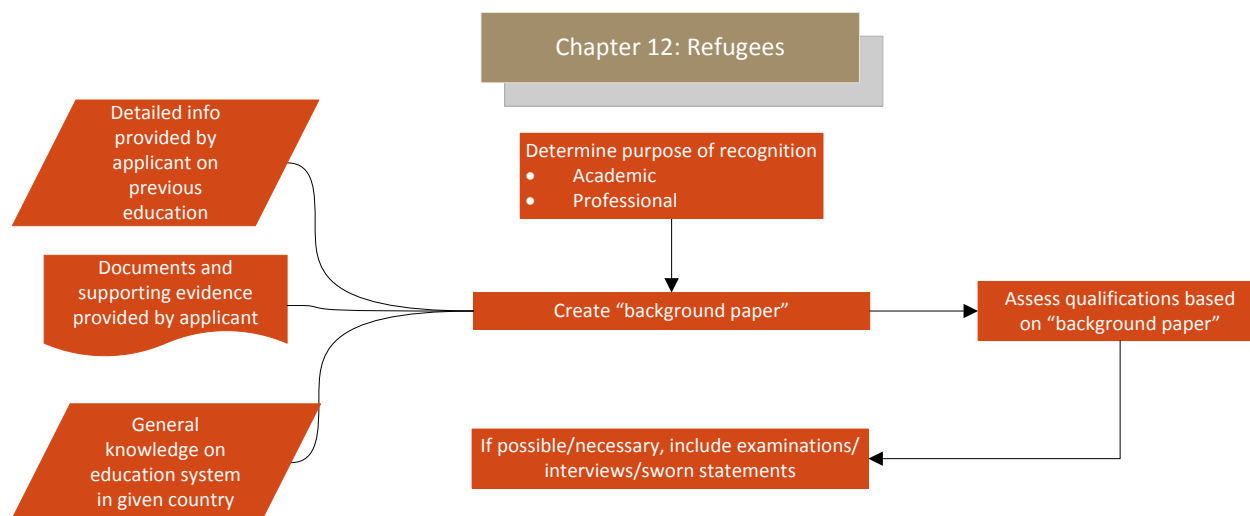 Chapter 12: Refugees
Detailed info
provided by
applicant on
previous
education
Determine purpose of recognition
● Academic
● Professional
Documents and
supporting evidence
provided by applicant
Create “background paper”
Assess qualifications based
on “background paper”
General
knowledge on
education system
in given country
If possible/necessary, include examinations/
interviews/sworn statements